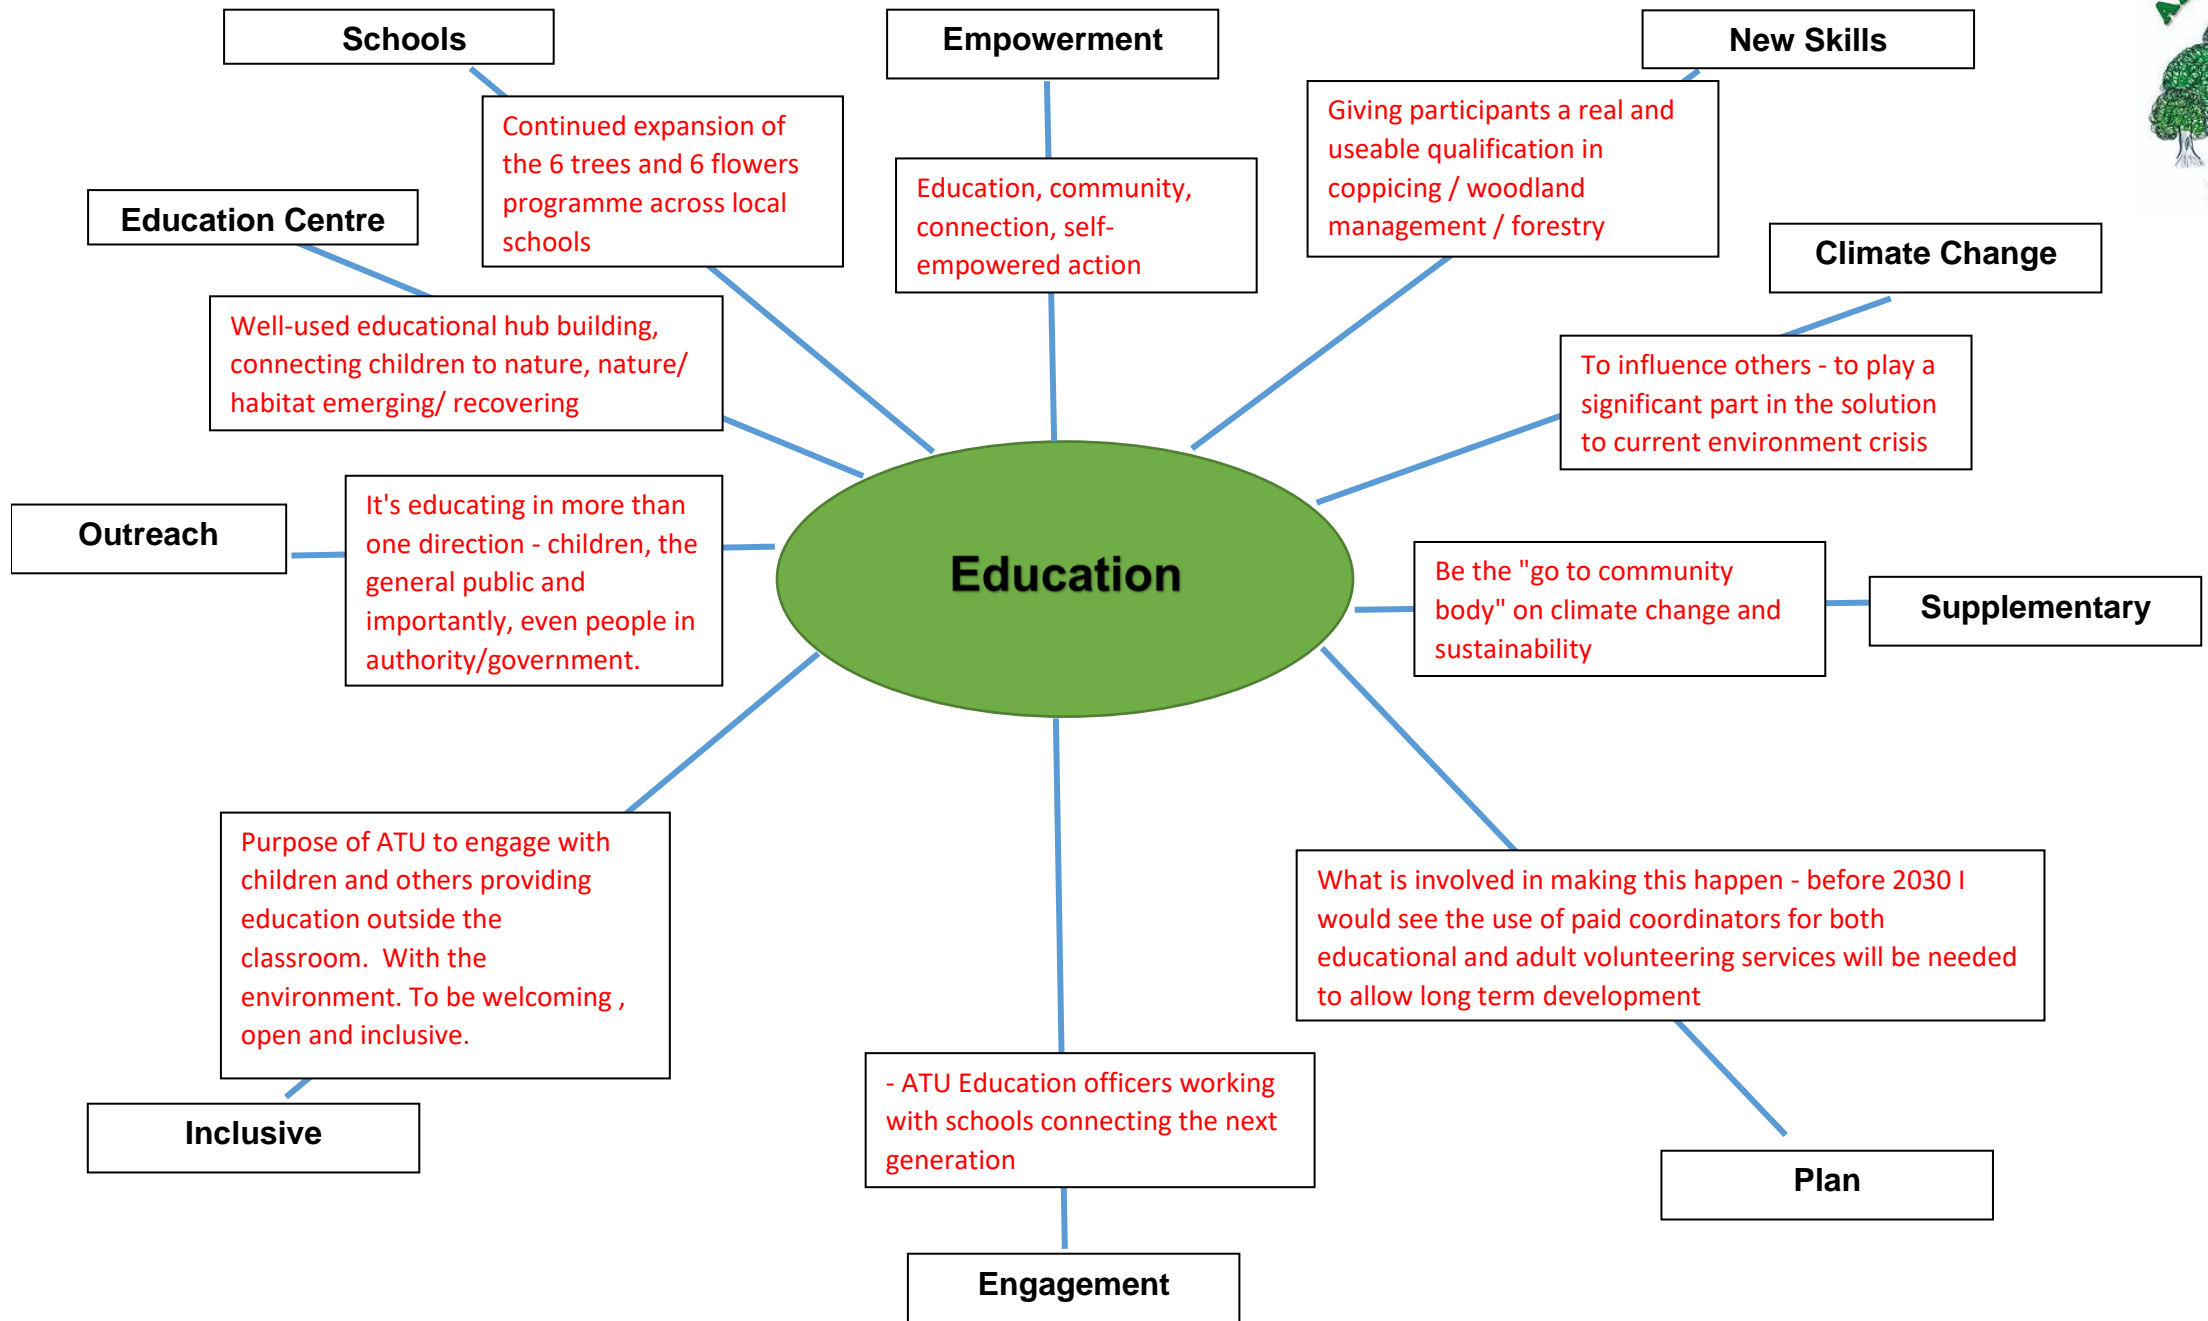 Schools
Empowerment
New Skills
Continued expansion of
the 6 trees and 6 flowers
programme across local
schools
Education, community,
connection, self-
empowered action
Giving participants a real and
useable qualification in
coppicing / woodland
management / forestry
Education Centre
Climate Change
Well-used educational hub building,
connecting children to nature, nature/
habitat emerging/ recovering
To influence others - to play a
significant part in the solution
to current environment crisis
Outreach
It's educating in more than
one direction - children, the
general public and
importantly, even people in
authority/government.
Education
Be the "go to community
body" on climate change and
sustainability
Supplementary
Purpose of ATU to engage with
children and others providing
education outside the
classroom.  With the
environment. To be welcoming ,
open and inclusive.
What is involved in making this happen - before 2030 I
would see the use of paid coordinators for both
educational and adult volunteering services will be needed
to allow long term development
Inclusive
- ATU Education officers working
with schools connecting the next
generation
Plan
Engagement